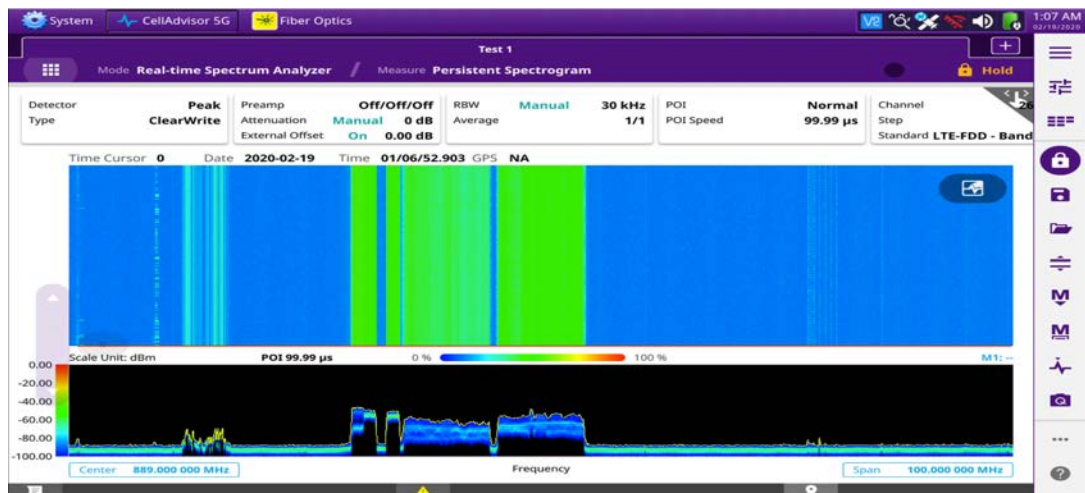 System CellAdvisor 5G Fiber Optics 1:07 AM
02/19/2020
Test 1
Mode Real-time Spectrum Analyzer / Measure Persistent Spectrogram Hold
Detector Peak Preamp Off/Off/Off RBW Manual 30 kHz POI Normal Channel
Type ClearWrite Attenuation Manual 0 dB Average 1/1 POI Speed 99.99 µs Step
External Offset On 0.00 dB Standard LTE-FDD - Band
Time Cursor 0 Date 2020-02-19 Time 01/06/52.903 GPS NA
Scale Unit: dBm POI 99.99 µs 0 % 100 % M1: --
0.00
-20.00
-40.00
-60.00
-80.00
-100.00
Center 889.000 000 MHz Frequency Span 100.000 000 MHz